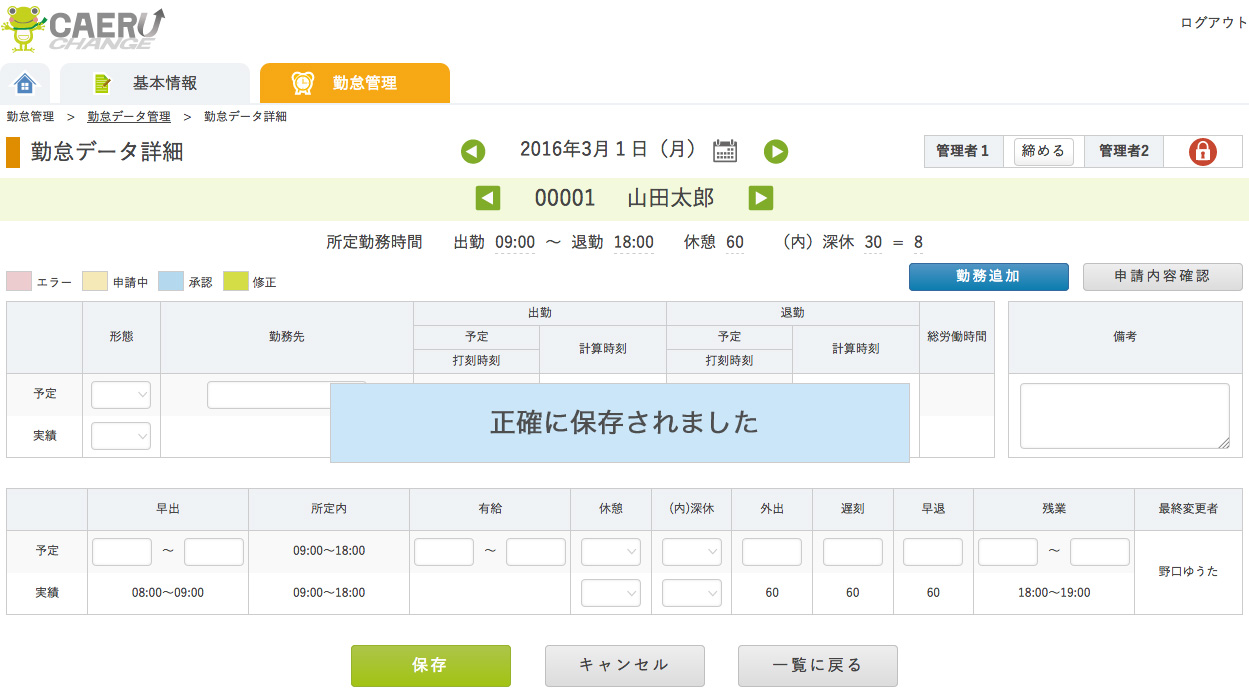 CAERU
CHANGE
ログアウト
基本情報
勤怠管理
勤怠管理 > 勤怠データ管理 > 勤怠データ詳細
勤怠データ詳細
2016年3月1日（月）
管理者1 締める 管理者2
00001 山田太郎
所定勤務時間 出勤 09:00 ～ 退勤 18:00 休憩 60 （内）深休 30 = 8
エラー 申請中 承認 修正
勤務追加 申請内容確認
形態 勤務先 出勤 退勤 総労働時間 備考
予定 計算時刻 予定 計算時刻
打刻時刻 打刻時刻
予定
実績
正確に保存されました
早出 所定内 有給 休憩 (内)深休 外出 遅刻 早退 残業 最終変更者
予定 ～ 09:00～18:00 ～ ～
野口ゆうた
実績 08:00～09:00 09:00～18:00 60 60 60 18:00～19:00
保存 キャンセル 一覧に戻る